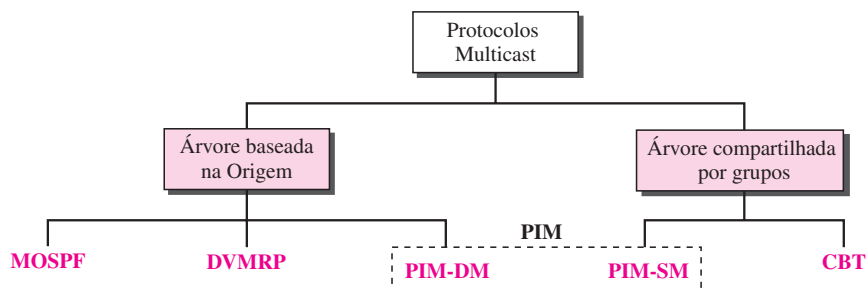 Protocolos
Multicast
Árvore baseada
na Origem
Árvore compartilhada
por grupos
PIM
MOSPF
DVMRP
PIM-DM
PIM-SM
CBT